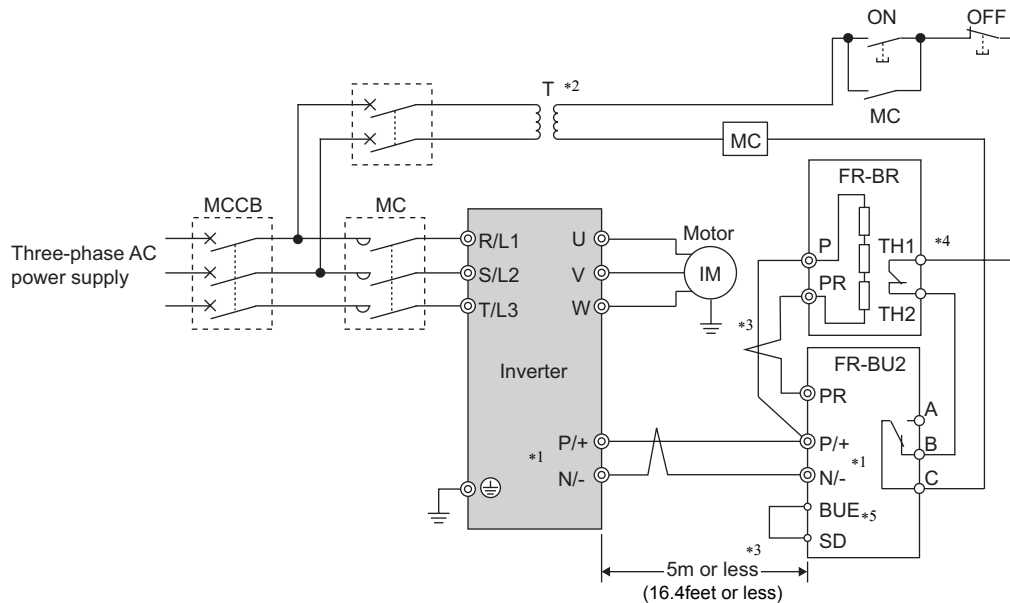 ON OFF
T *2
MC
MC
FR-BR
MCCB MC
Three-phase AC
power supply
R/L1
S/L2
T/L3
U
V
W
Motor
IM
P
PR
TH1 *4
TH2
*3
Inverter
FR-BU2
PR
A
B
C
P/+
*1
N/-
P/+
N/- *1
BUE *5
SD
*3
5m or less
(16.4feet or less)